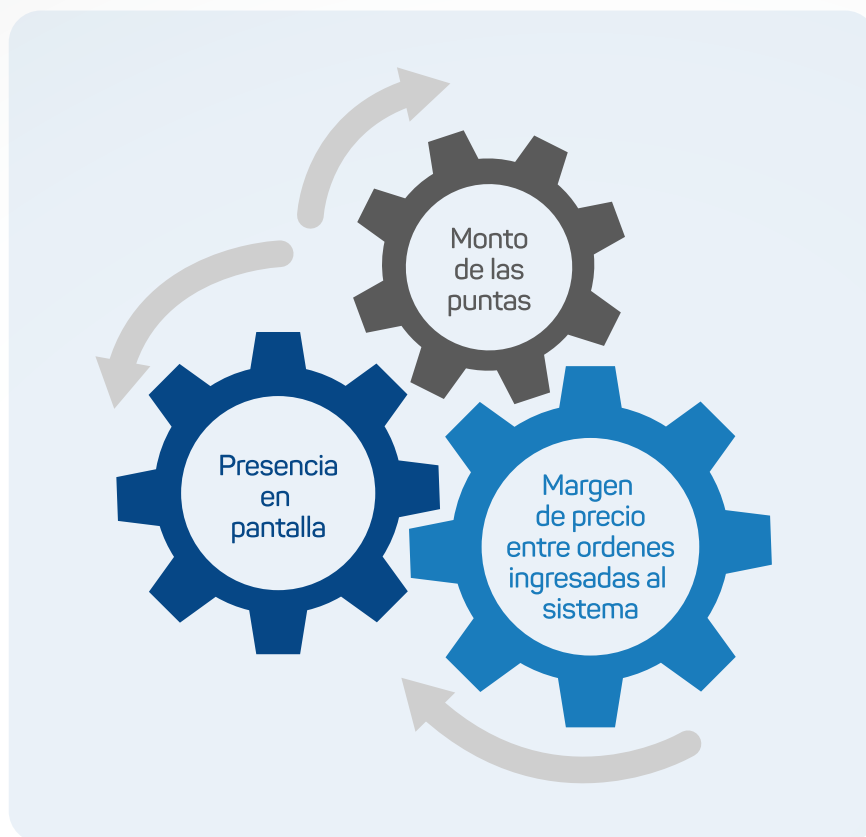 Monto
de las
puntas
Presencia
en
pantalla
Margen
de precio
entre ordenes
ingresadas al
sistema